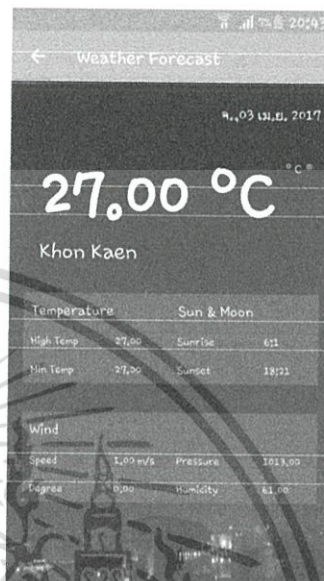 20:43
← Weather Forecast
จ.,03 เม.ย. 2017
°C °
27.00 °C
Khon Kaen
Temperature Sun & Moon
High Temp 27.00 Sunrise 6:1
Min Temp 27.00 Sunset 18:21
Wind
Speed 1.00 m/s Pressure 1013.00
Degree 0.00 Humidity 61.00